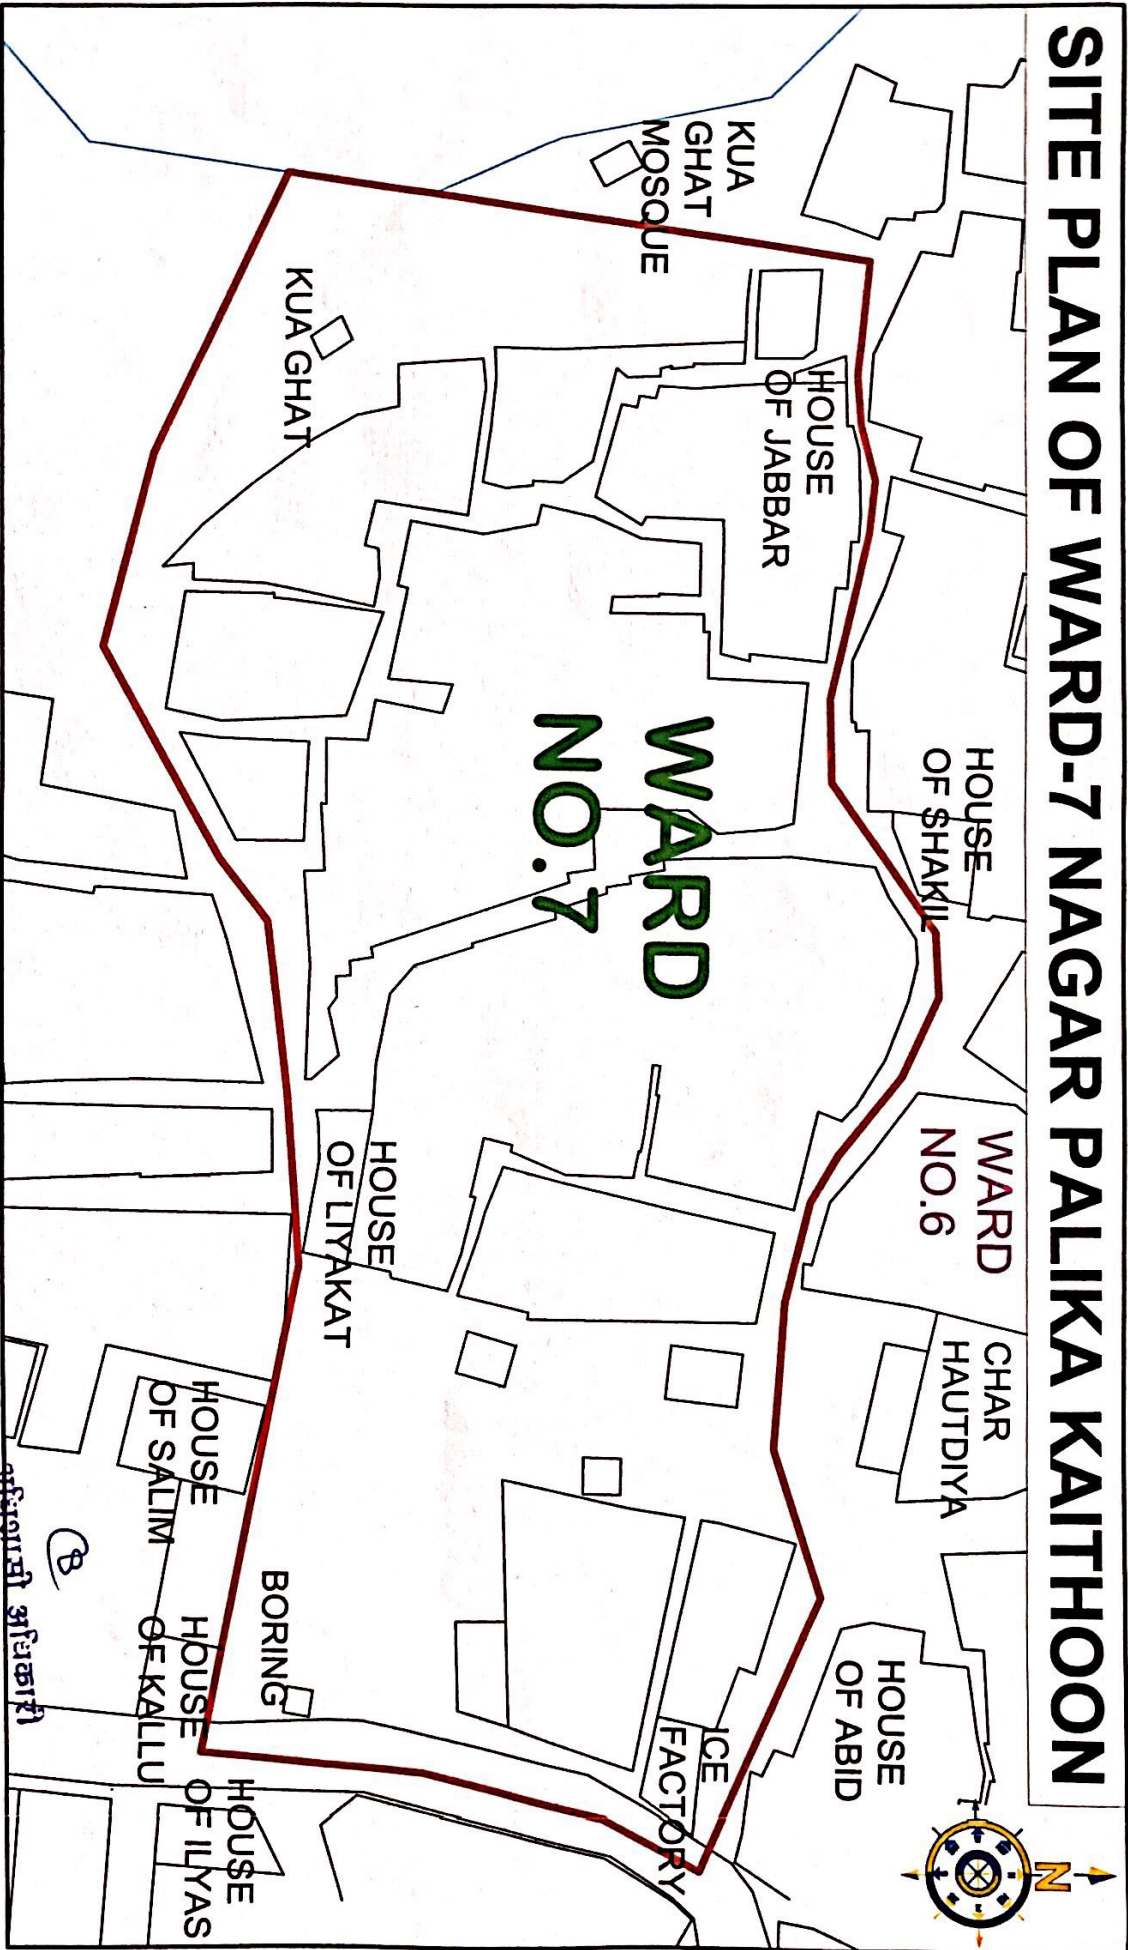 SITE PLAN OF WARD-7 NAGAR PALIKA KAITHOON
N
KUA
GHAT
MOSQUE
KUA GHAT
HOUSE
OF JABBAR
HOUSE
OF SHAKIL
WARD
NO.6
CHAR
HAUTDIYA
HOUSE
OF ABID
WARD
NO. 7
HOUSE
OF LIYAKAT
ICE
FACTORY
BORING
HOUSE
OF SALIM
HOUSE
OF KALLU
HOUSE
OF ILYAS
अधिशाषी अधिकारी